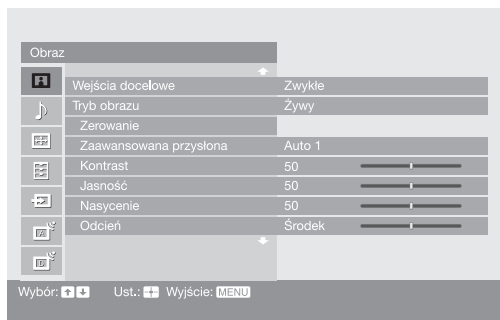 Obraz
Wejścia docelowe Zwykłe
Tryb obrazu Żywy
Zerowanie
Zaawansowana przysłona Auto 1
Kontrast 50
Jasność 50
Nasycenie 50
Odcień Środek
Wybór: Ust.: Wyjście: MENU